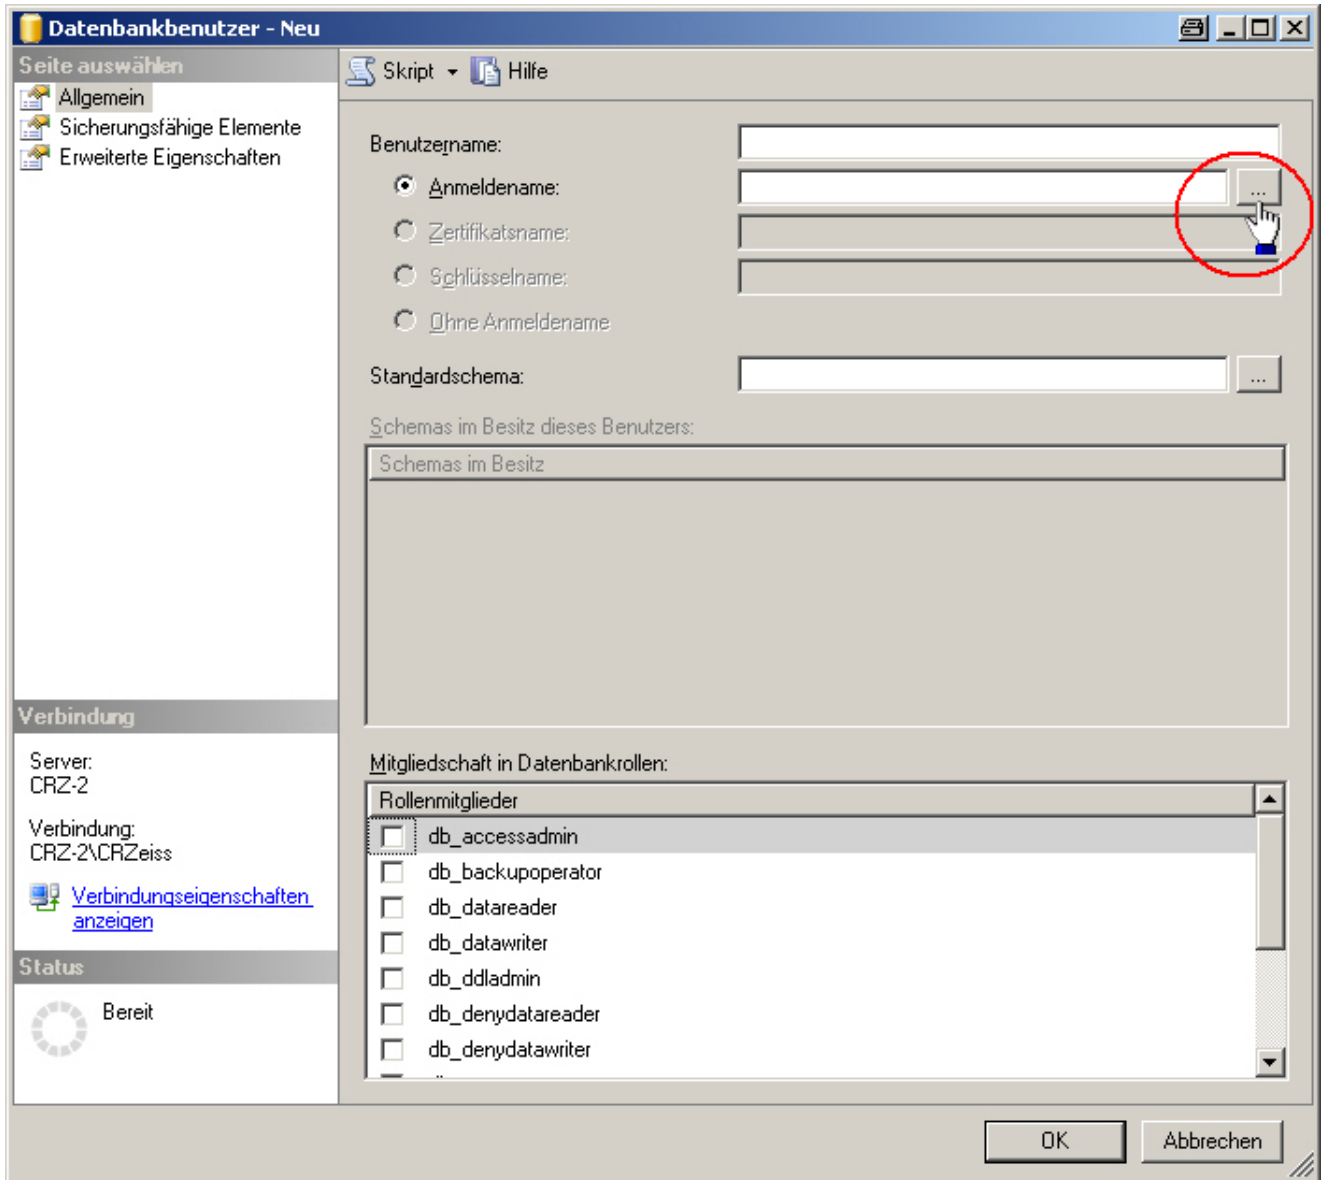 Datenbankbenutzer - Neu
Seite auswählen
Allgemein
Sicherungsfähige Elemente
Erweiterte Eigenschaften
Skript
Hilfe
Benutzername:
Anmeldename:
...
Zertifikatsname:
Schlüsselname:
Ohne Anmeldename
Standardschema:
...
Schemas im Besitz dieses Benutzers:
Schemas im Besitz
Verbindung
Server:
CRZ-2
Verbindung:
CRZ-2\CRZeiss
Verbindungseigenschaften
anzeigen
Status
Bereit
Mitgliedschaft in Datenbankrollen:
Rollenmitglieder
db_accessadmin
db_backupoperator
db_datareader
db_datawriter
db_ddladmin
db_denydatareader
db_denydatawriter
OK
Abbrechen